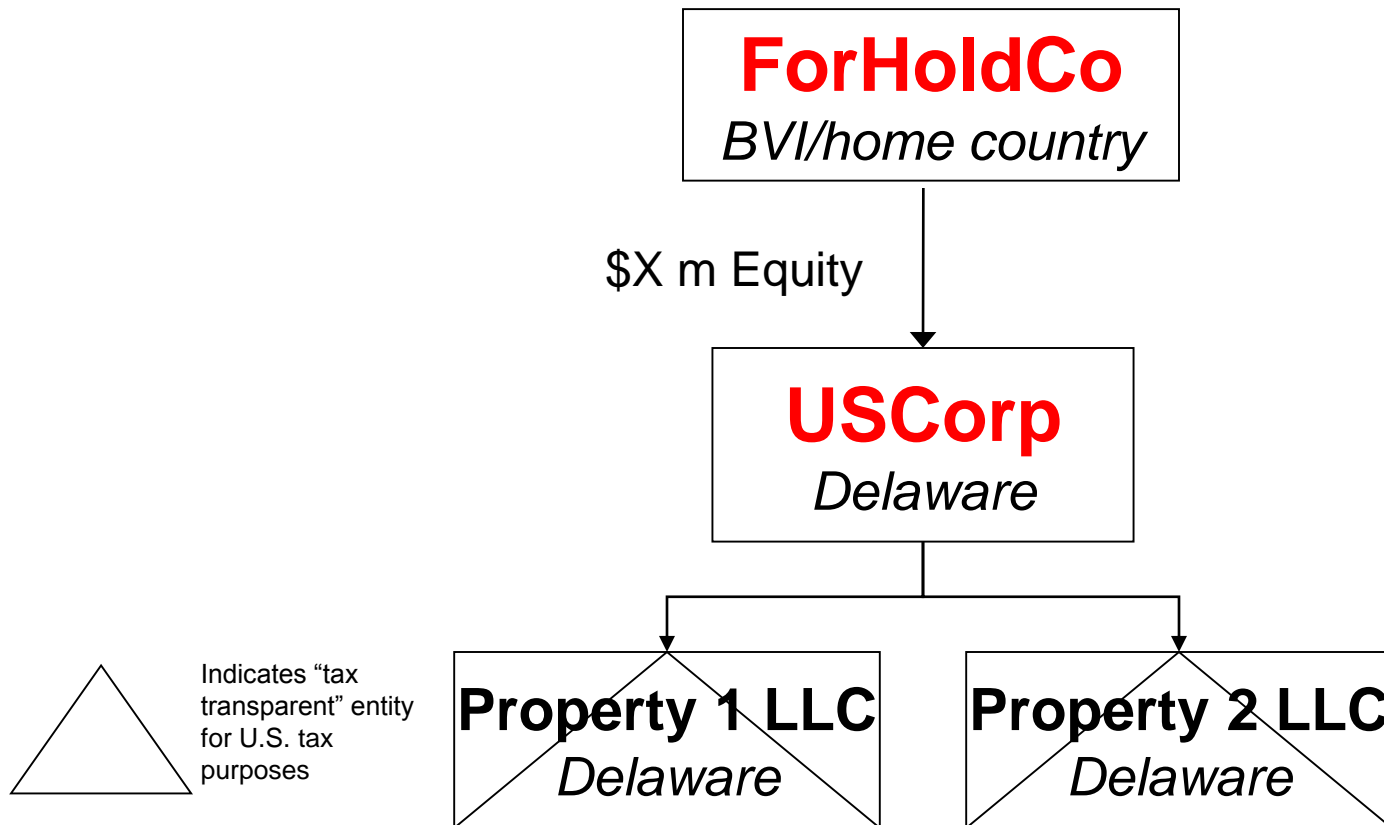 ForHoldCo
BVI/home country
$X m Equity
USCorp
Delaware
Indicates “tax
transparent” entity
for U.S. tax
purposes
Property 1 LLC
Delaware
Property 2 LLC
Delaware